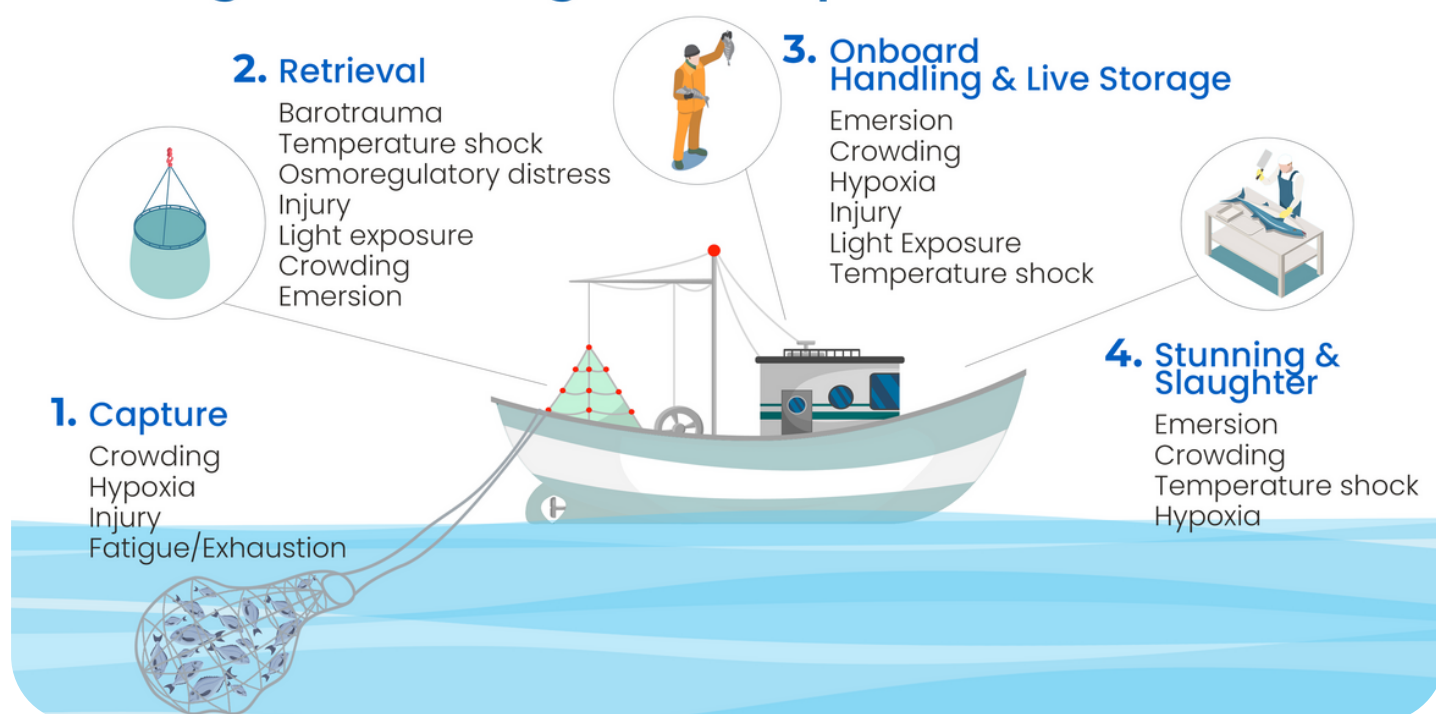 1. Capture
Crowding
Hypoxia
Injury
Fatigue/Exhaustion
2. Retrieval
Barotrauma
Temperature shock
Osmoregulatory distress
Injury
Light exposure
Crowding
Emersion
3. Onboard
Handling & Live Storage
Emersion
Crowding
Hypoxia
Injury
Light Exposure
Temperature shock
4. Stunning &
Slaughter
Emersion
Crowding
Temperature shock
Hypoxia